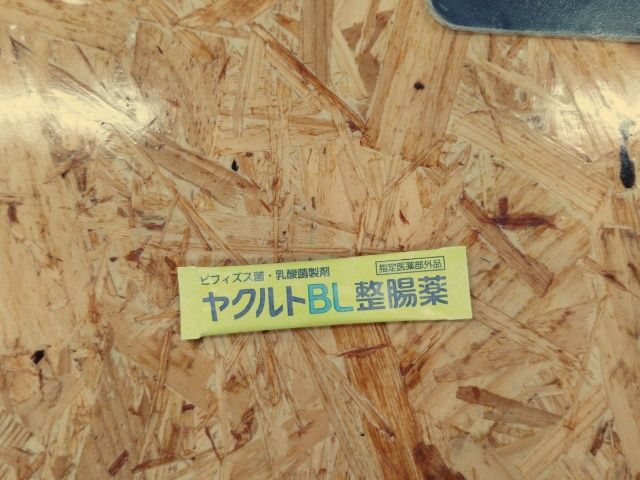 ビフィズス菌・乳酸菌製剤 指定医薬部外品
ヤクルトBL整腸薬